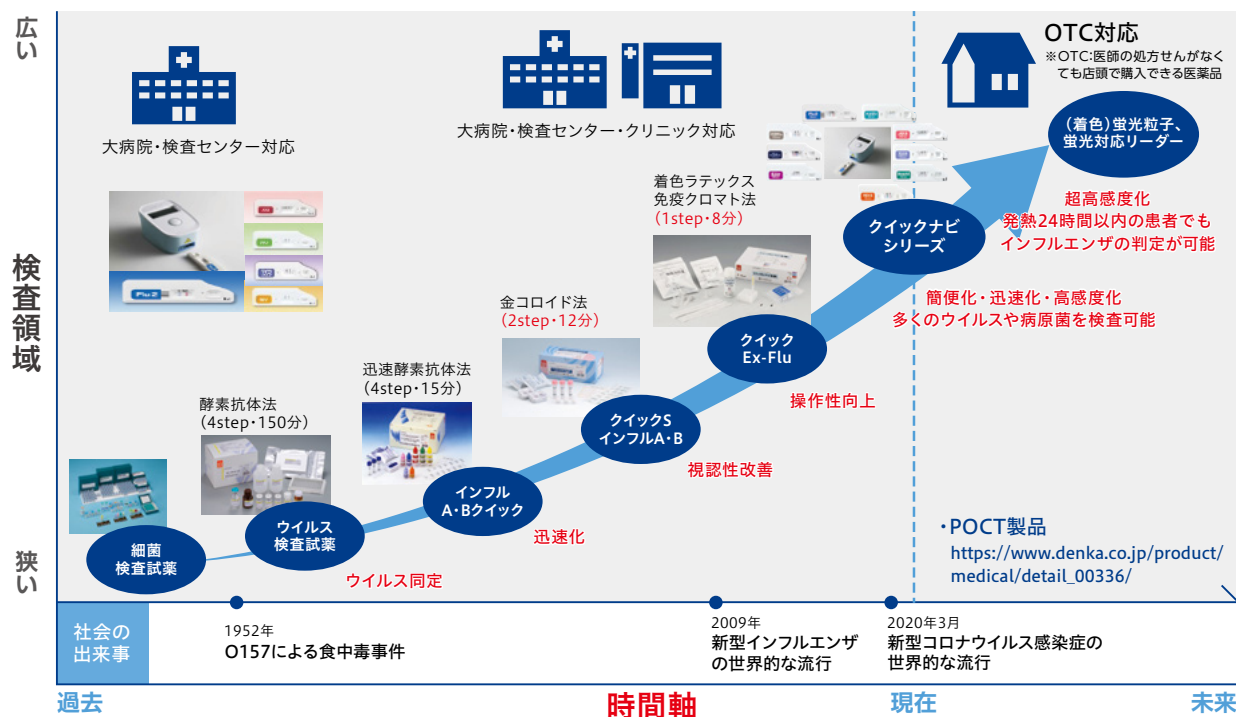 広い
検査領域
狭い
大病院・検査センター対応
大病院・検査センター・クリニック対応
OTC対応
※OTC:医師の処方せんがなく
ても店頭で購入できる医薬品
(着色)蛍光粒子、
蛍光対応リーダー
超高感度化
発熱24時間以内の患者でも
インフルエンザの判定が可能
着色ラテックス
免疫クロマト法
(1step・8分)
クイックナビ
シリーズ
簡便化・迅速化・高感度化
多くのウイルスや病原菌を検査可能
Flu2
金コロイド法
(2step・12分)
クイック
Ex-Flu
操作性向上
迅速酵素抗体法
(4step・15分)
クイックS
インフルA・B
視認性改善
酵素抗体法
(4step・150分)
インフル
A・Bクイック
迅速化
ウイルス
検査試薬
ウイルス同定
細菌
検査試薬
・POCT製品
https://www.denka.co.jp/product/
medical/detail_00336/
社会の
出来事
1952年
O157による食中毒事件
2009年
新型インフルエンザ
の世界的な流行
2020年3月
新型コロナウイルス感染症の
世界的な流行
過去
時間軸
現在
未来